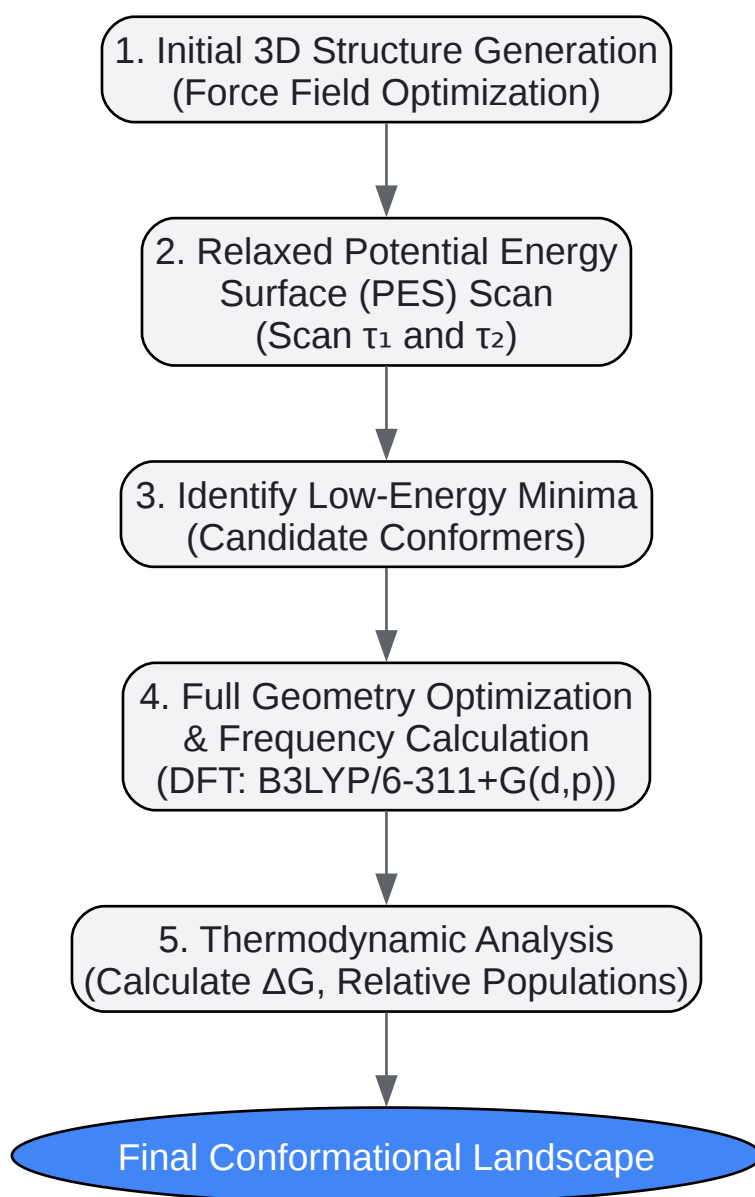 1. Initial 3D Structure Generation
(Force Field Optimization)
2. Relaxed Potential Energy
Surface (PES) Scan
(Scan τ₁ and τ₂)
3. Identify Low-Energy Minima
(Candidate Conformers)
4. Full Geometry Optimization
& Frequency Calculation
(DFT: B3LYP/6-311+G(d,p))
5. Thermodynamic Analysis
(Calculate ΔG, Relative Populations)
Final Conformational Landscape